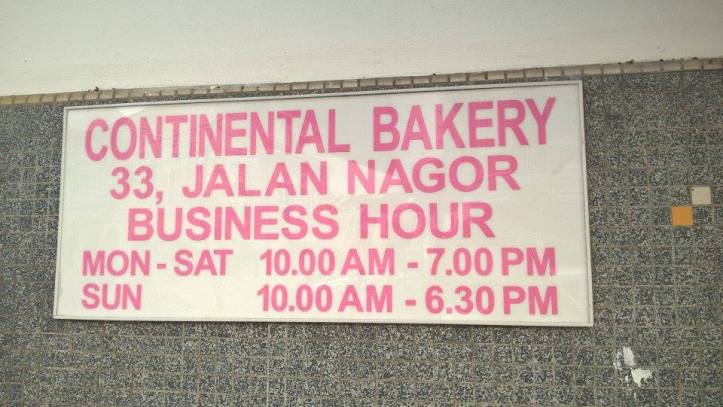 CONTINENTAL BAKERY
33, JALAN NAGOR
BUSINESS HOUR
MON - SAT 10.00 AM - 7.00 PM
SUN 10.00 AM - 6.30 PM